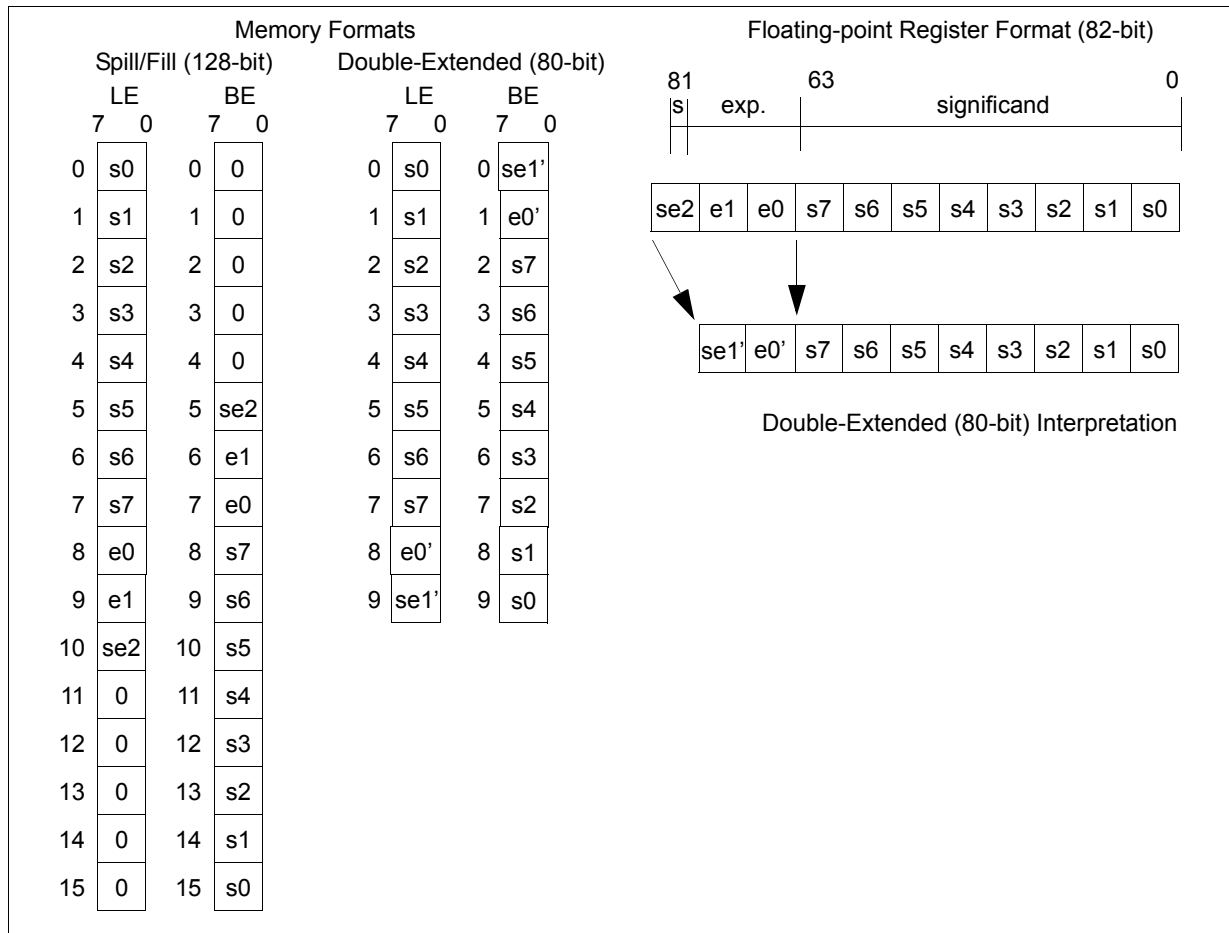 Memory Formats
Floating-point Register Format (82-bit)
Spill/Fill (128-bit) Double-Extended (80-bit)
LE BE LE BE
7 0 7 0 7 0 7 0
81 63 0
s exp. significand
0 s0 0 0 0 s0 0 se1'
1 s1 1 0 1 s1 1 e0'
se2 e1 e0 s7 s6 s5 s4 s3 s2 s1 s0
2 s2 2 0 2 s2 2 s7
3 s3 3 0 3 s3 3 s6
4 s4 4 0 4 s4 4 s5
se1' e0' s7 s6 s5 s4 s3 s2 s1 s0
5 s5 5 se2 5 s5 5 s4
Double-Extended (80-bit) Interpretation
6 s6 6 e1 6 s6 6 s3
7 s7 7 e0 7 s7 7 s2
8 e0 8 s7 8 e0' 8 s1
9 e1 9 s6 9 se1' 9 s0
10 se2 10 s5
11 0 11 s4
12 0 12 s3
13 0 13 s2
14 0 14 s1
15 0 15 s0